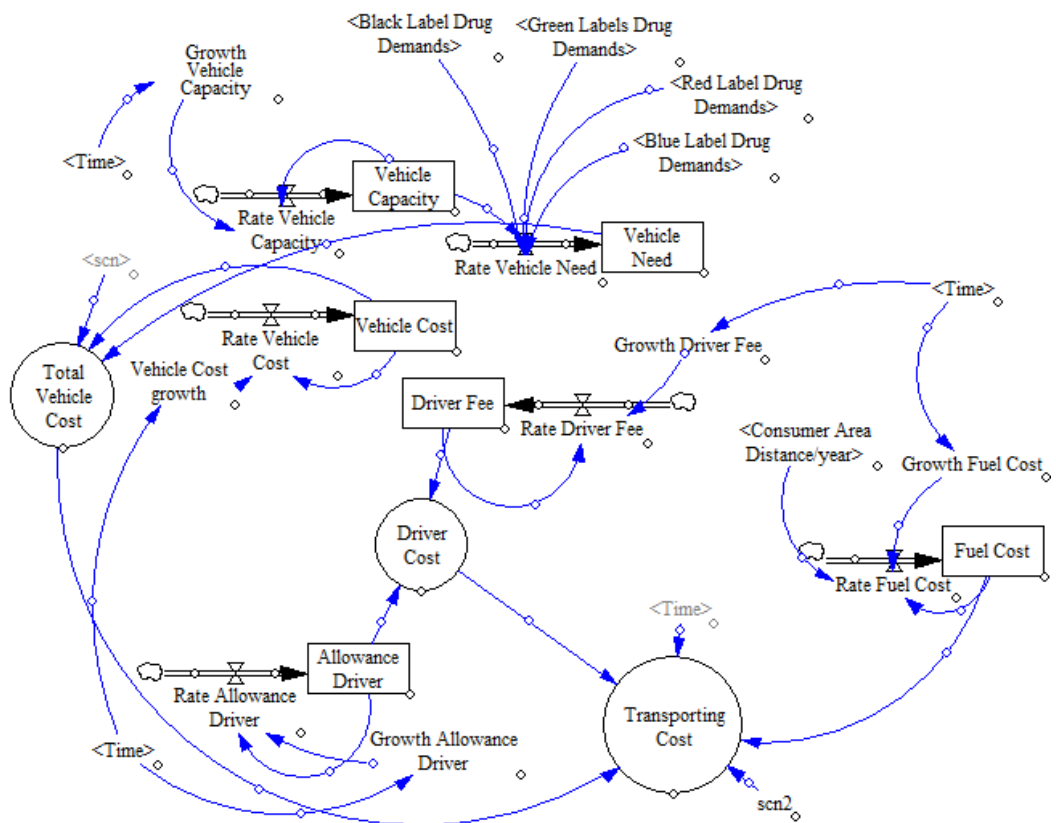 <Black Label Drug
Demands>
<Green Labels Drug
Demands>
Growth
Vehicle
Capacity
<Red Label Drug
Demands>
<Blue Label Drug
Demands>
<Time>
Vehicle
Capacity
Rate Vehicle
Capacity
Vehicle
Need
Rate Vehicle Need
<scn>
<Time>
Vehicle Cost
Rate Vehicle
Cost
Growth Driver Fee
Total
Vehicle
Cost
Vehicle Cost
growth
Driver Fee
Rate Driver Fee
<Consumer Area
Distance/year>
Growth Fuel Cost
Driver
Cost
Fuel Cost
Rate Fuel Cost
<Time>
Allowance
Driver
Rate Allowance
Driver
Transporting
Cost
Growth Allowance
Driver
<Time>
scn2